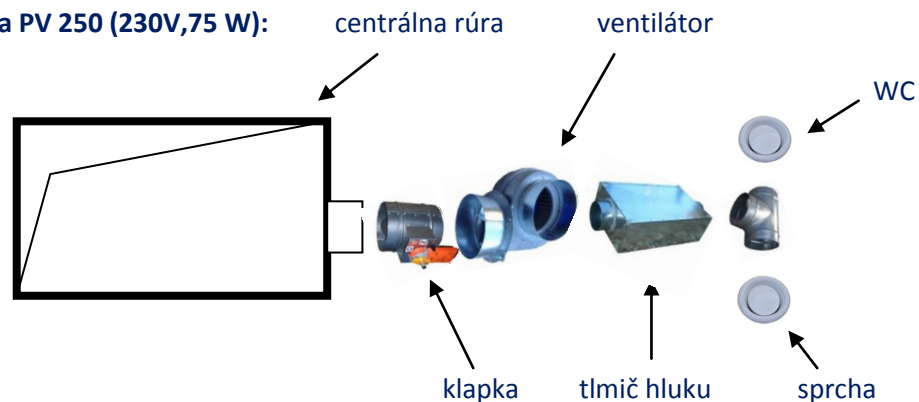 a PV 250 (230V,75 W): centrálna rúra ventilátor
WC
klapka tlmič hluku sprcha